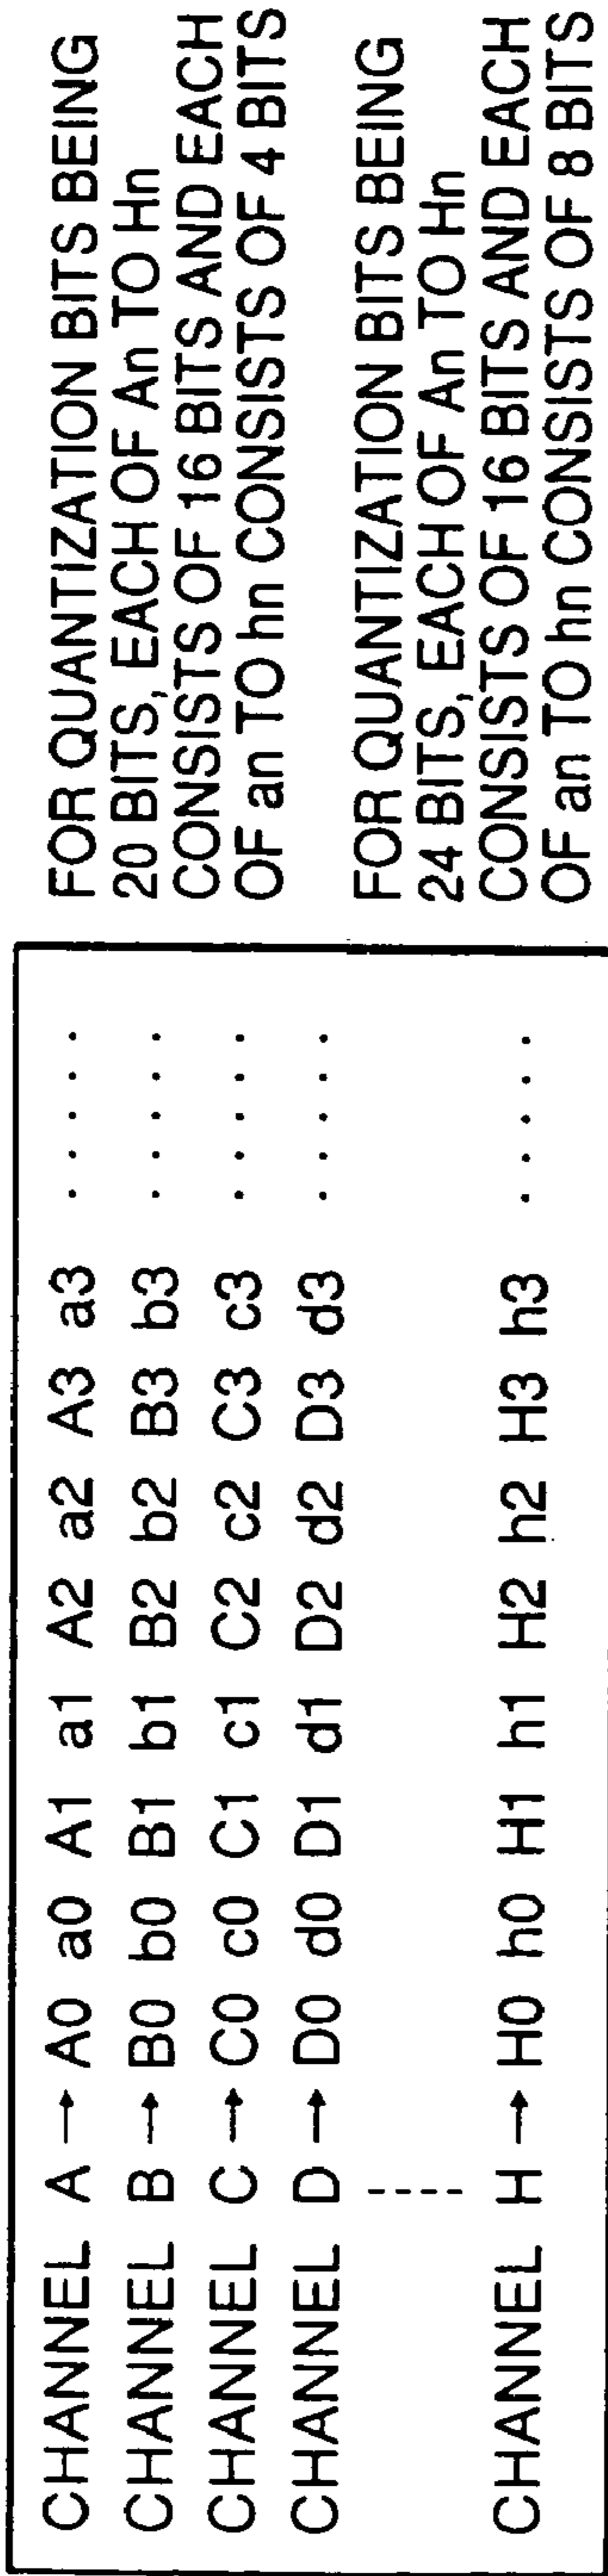 CHANNEL A → A0 a0 A1 a1 A2 a2 A3 a3 . . . . .
CHANNEL B → B0 b0 B1 b1 B2 b2 B3 b3 . . . . .
CHANNEL C → C0 c0 C1 c1 C2 c2 C3 c3 . . . . .
CHANNEL D → D0 d0 D1 d1 D2 d2 D3 d3 . . . . .
CHANNEL H → H0 h0 H1 h1 H2 h2 H3 h3 . . . . .
FOR QUANTIZATION BITS BEING
20 BITS, EACH OF An TO Hn
CONSISTS OF 16 BITS AND EACH
OF an TO hn CONSISTS OF 4 BITS
FOR QUANTIZATION BITS BEING
24 BITS, EACH OF An TO Hn
CONSISTS OF 16 BITS AND EACH
OF an TO hn CONSISTS OF 8 BITS